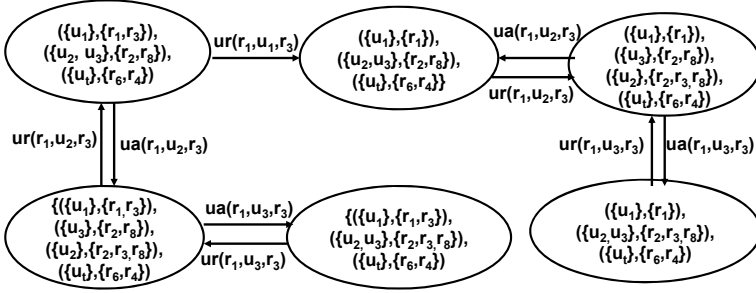 ({u1},{r1,r3}),
({u2, u3},{r2,r8}),
({ut},{r6,r4})
ur(r1,u1,r3)
({u1},{r1}),
({u2,u3},{r2,r8}),
({ut},{r6,r4}}
ua(r1,u2,r3)
ur(r1,u2,r3)
({u1},{r1}),
({u3},{r2,r8}),
({u2},{r2,r3,r8}),
({ut},{r6,r4})
ur(r1,u2,r3)
ua(r1,u2,r3)
ur(r1,u3,r3)
ua(r1,u3,r3)
{({u1},{r1,r3}),
({u3},{r2,r8}),
({u2},{r2,r3,r8}),
({ut},{r6,r4})
ua(r1,u3,r3)
ur(r1,u3,r3)
{({u1},{r1,r3}),
({u2,u3},{r2,r3,r8}),
({ut},{r6,r4})
({u1},{r1}),
({u2,u3},{r2,r3,r8}),
({ut},{r6,r4})